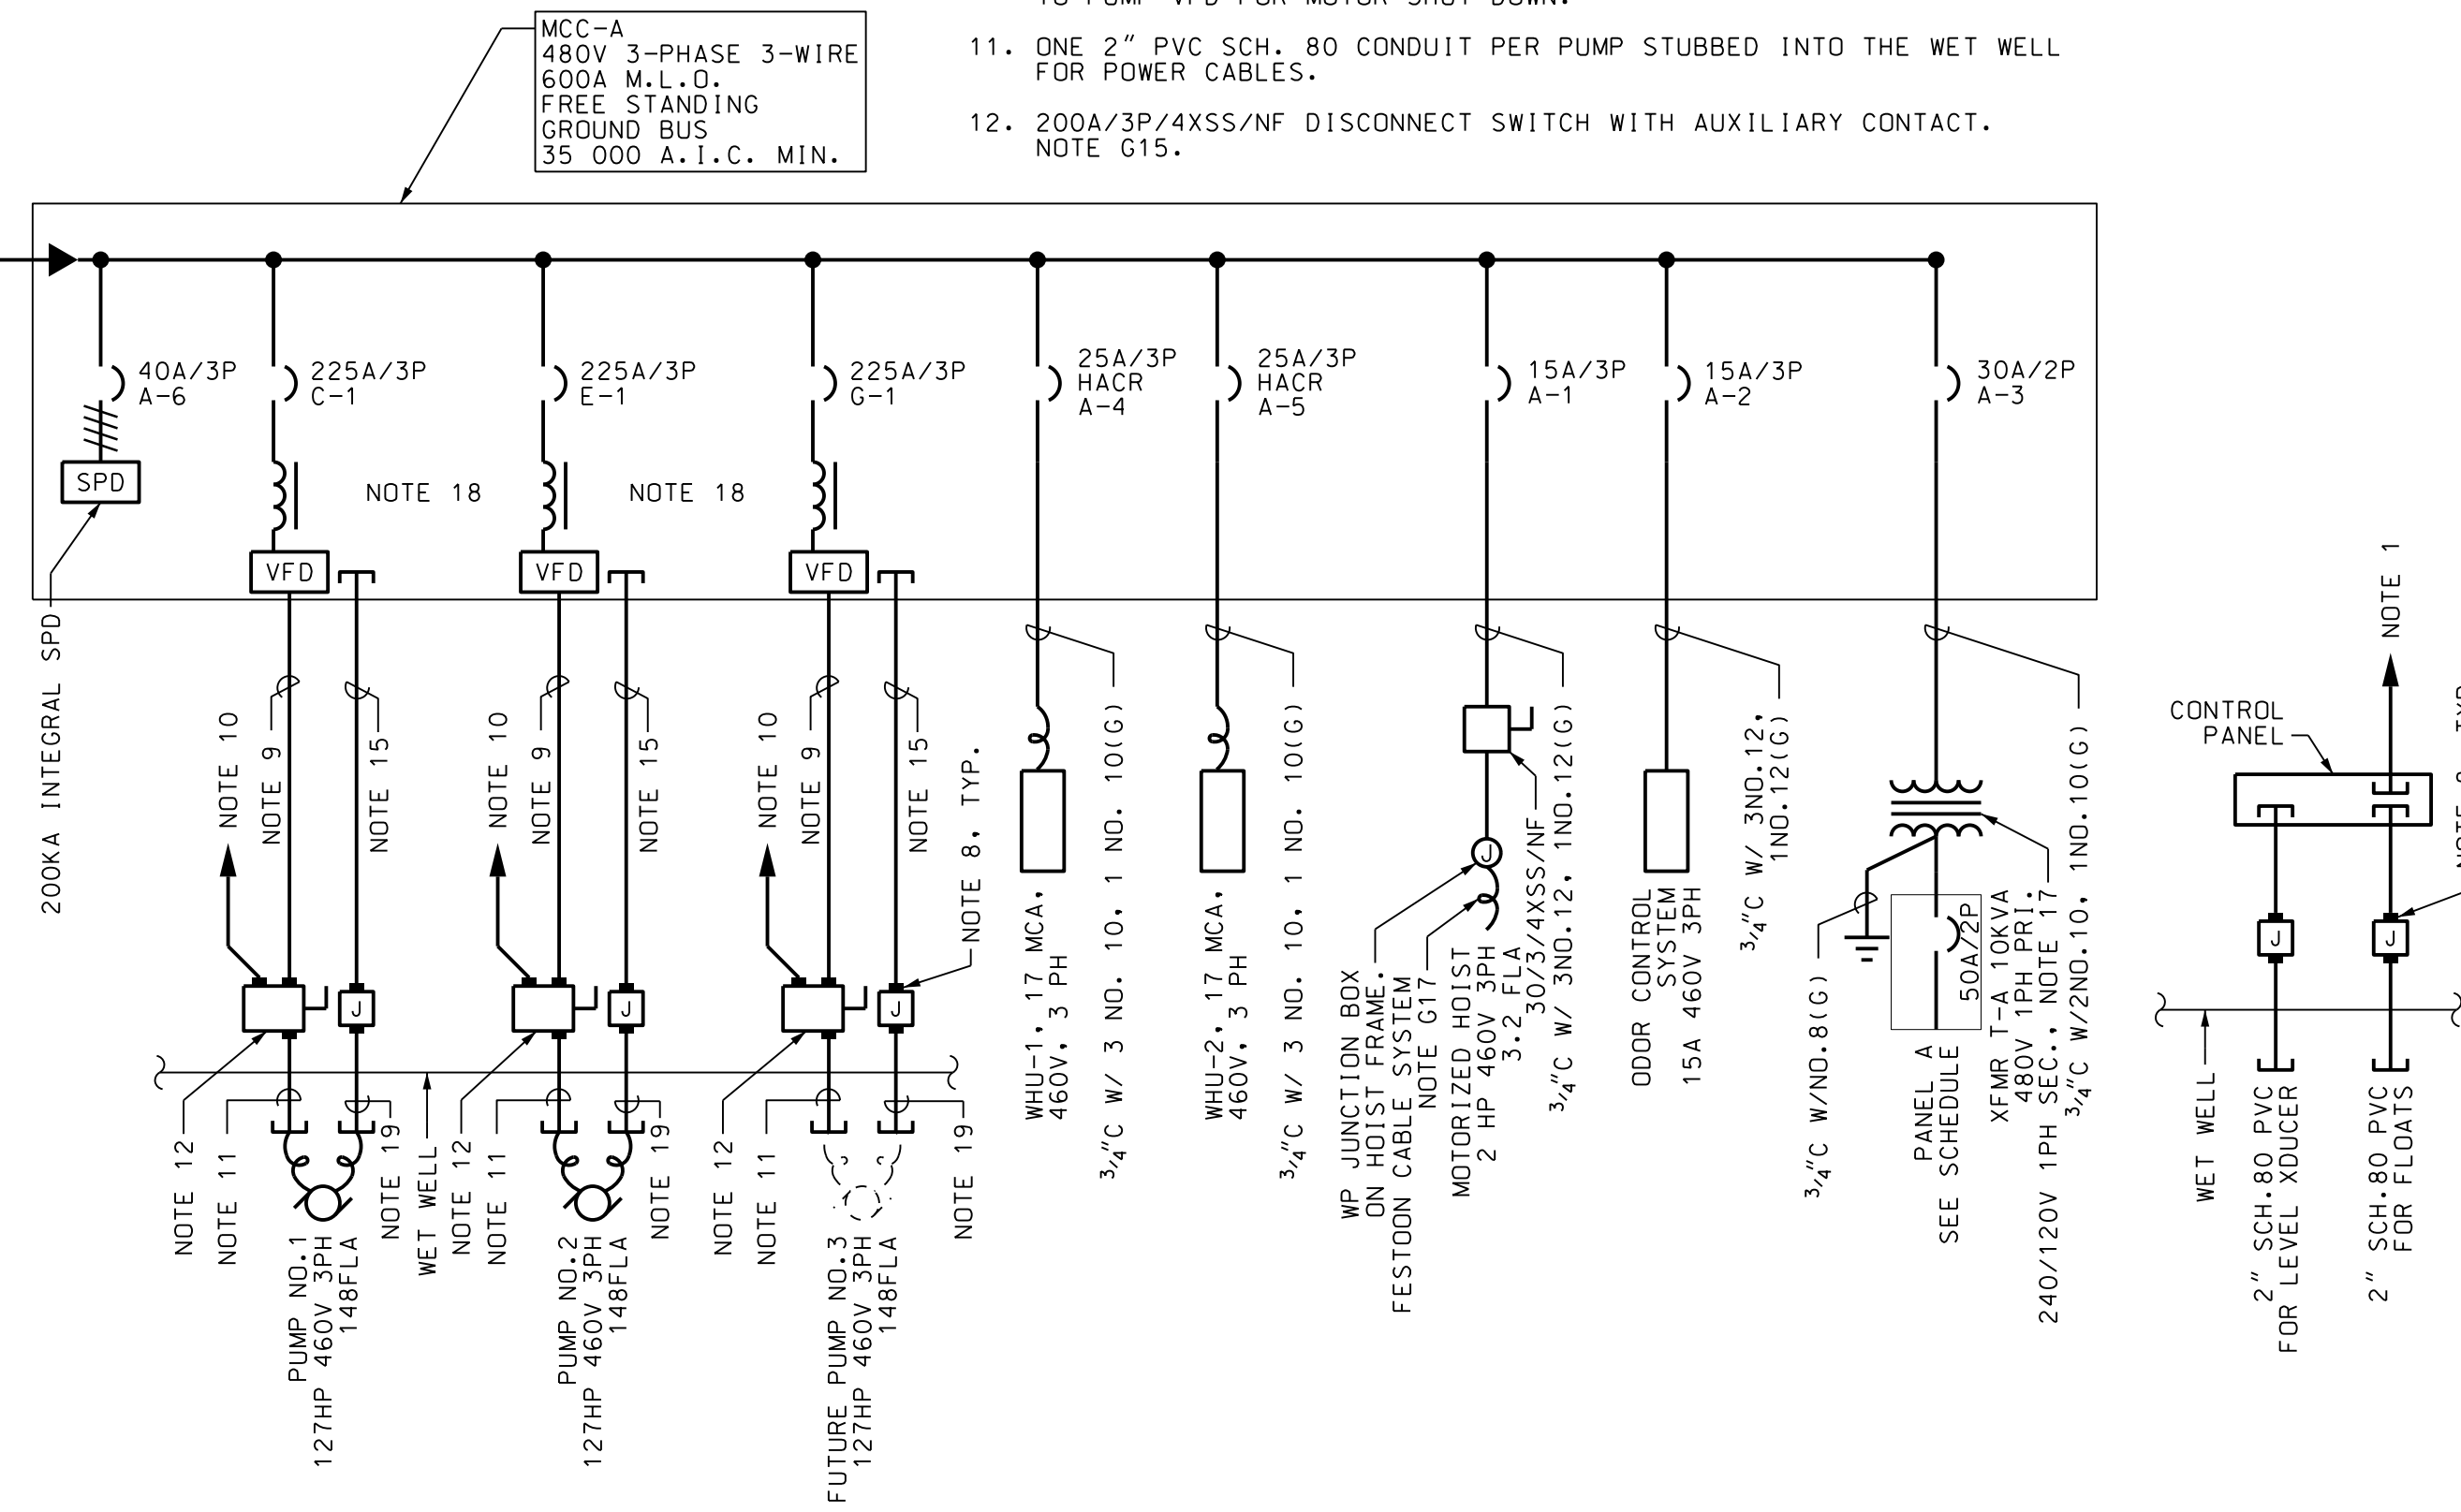 TO PUMP VFD FOR MOTOR SHUT DOWN.
11. ONE 2" PVC SCH. 80 CONDUIT PER PUMP STUBBED INTO THE WET WELL
FOR POWER CABLES.
12. 200A/3P/4XSS/NF DISCONNECT SWITCH WITH AUXILIARY CONTACT.
NOTE G15.
MCC-A
480V 3-PHASE 3-WIRE
600A M.L.O.
FREE STANDING
GROUND BUS
35 000 A.I.C. MIN.
40A/3P
A-6
225A/3P
C-1
225A/3P
E-1
225A/3P
G-1
25A/3P
HACR
A-4
25A/3P
HACR
A-5
15A/3P
A-1
15A/3P
A-2
30A/2P
A-3
SPD
NOTE 18
NOTE 18
VFD
VFD
VFD
200KA INTEGRAL SPD
NOTE 10
NOTE 9
NOTE 15
NOTE 10
NOTE 9
NOTE 15
NOTE 10
NOTE 9
NOTE 15
NOTE 8, TYP.
J
J
J
NOTE 12
NOTE 11
NOTE 19
WET WELL
NOTE 12
NOTE 11
NOTE 19
NOTE 12
NOTE 11
NOTE 19
PUMP NO.1
127HP 460V 3PH
148FLA
PUMP NO.2
127HP 460V 3PH
148FLA
FUTURE PUMP NO.3
127HP 460V 3PH
148FLA
WHU-1, 17 MCA,
460V, 3 PH
3/4"C W/ 3 NO. 10, 1 NO. 10(G)
WHU-2, 17 MCA,
460V, 3 PH
3/4"C W/ 3 NO. 10, 1 NO. 10(G)
J
WP JUNCTION BOX
ON HOIST FRAME.
FESTOON CABLE SYSTEM
NOTE G17
MOTORIZED HOIST
2 HP 460V 3PH
3.2 FLA
30/3/4XSS/NF
3/4"C W/ 3NO.12, 1NO.12(G)
ODOR CONTROL
SYSTEM
15A 460V 3PH
3/4"C W/ 3NO.12,
1NO.12(G)
3/4"C W/NO.8(G)
50A/2P
PANEL A
SEE SCHEDULE
XFMR T-A 10KVA
480V 1PH PRI.
240/120V 1PH SEC., NOTE 17
3/4"C W/2NO.10, 1NO.10(G)
NOTE 1
CONTROL
PANEL
J
J
WET WELL
2" SCH.80 PVC
FOR LEVEL XDUCER
2" SCH.80 PVC
FOR FLOATS